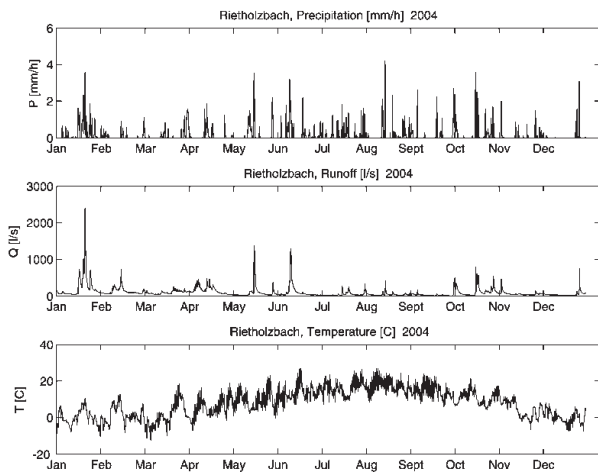 Rietholzbach, Precipitation [mm/h] 2004
P [mm/h]
6
4
2
0
Jan Feb Mar Apr May Jun Jul Aug Sept Oct Nov Dec
Rietholzbach, Runoff [l/s] 2004
Q [l/s]
3000
2000
1000
0
Jan Feb Mar Apr May Jun Jul Aug Sept Oct Nov Dec
Rietholzbach, Temperature [C] 2004
T [C]
40
20
0
-20
Jan Feb Mar Apr May Jun Jul Aug Sept Oct Nov Dec